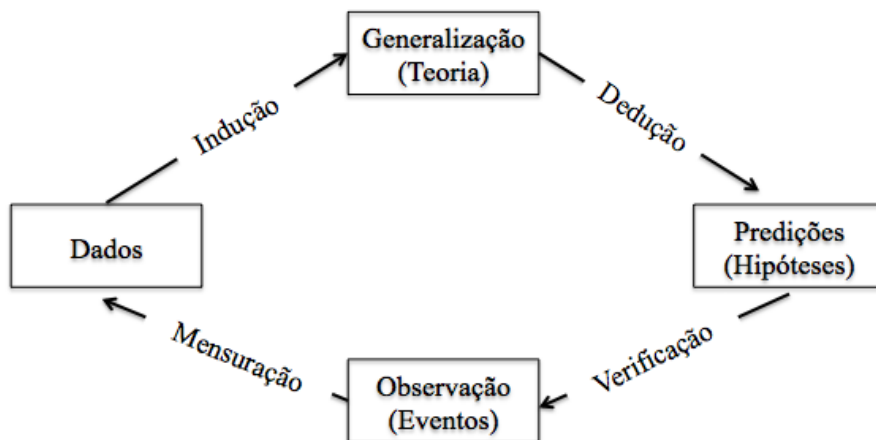 Generalização
(Teoria)
Indução
Dedução
Dados
Predições
(Hipóteses)
Mensuração
Verificação
Observação
(Eventos)